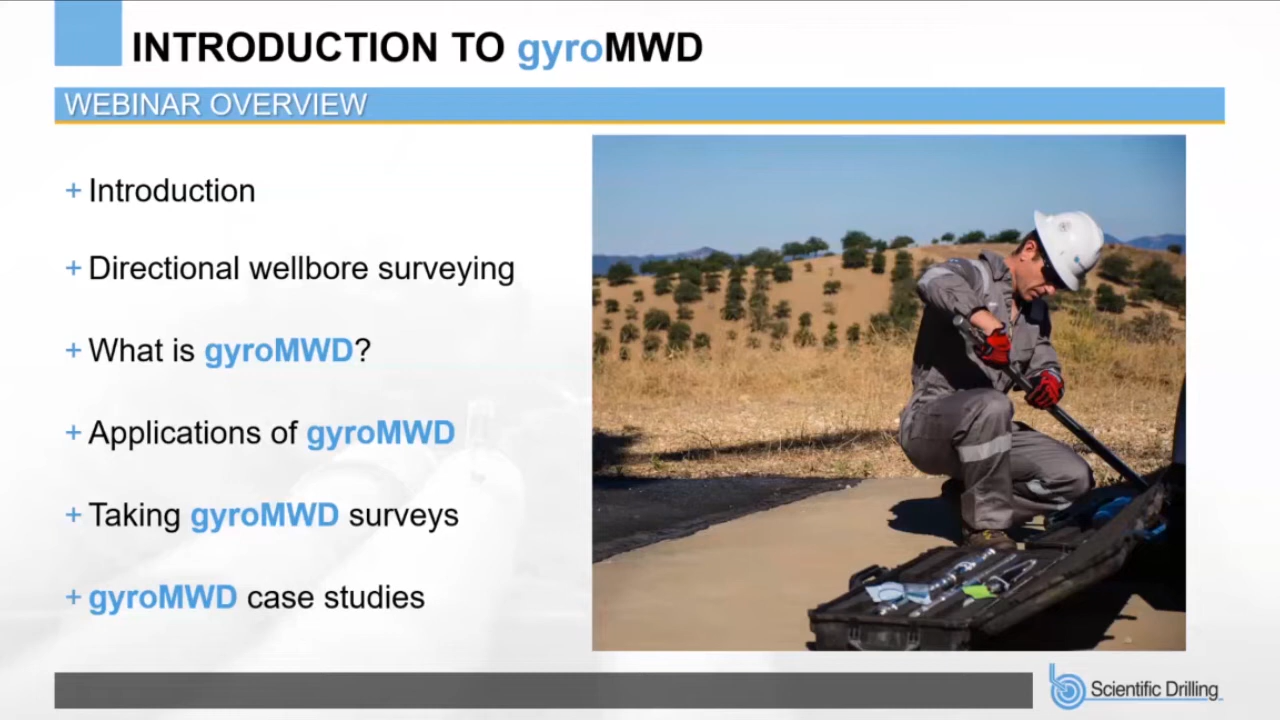 INTRODUCTION TO gyroMWD
WEBINAR OVERVIEW
+ Introduction
+ Directional wellbore surveying
+ What is gyroMWD?
+ Applications of gyroMWD
+ Taking gyroMWD surveys
+ gyroMWD case studies
Scientific Drilling